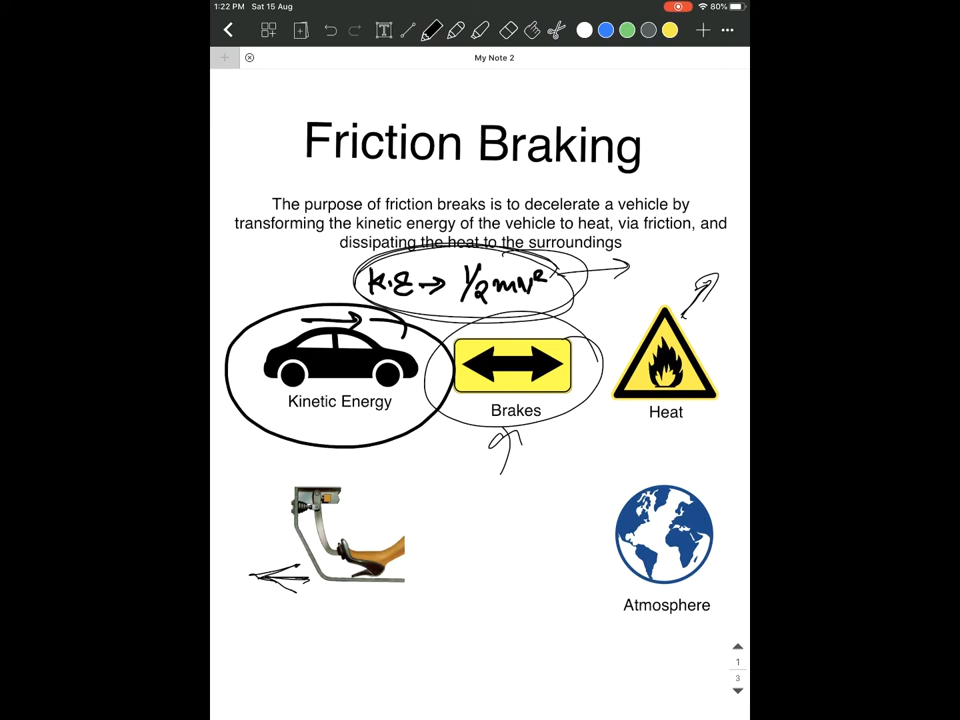 1:22 PM Sat 15 Aug 80%
My Note 2
Friction Braking
The purpose of friction breaks is to decelerate a vehicle by
transforming the kinetic energy of the vehicle to heat, via friction, and
dissipating the heat to the surroundings
K.E → 1/2 mv²
Kinetic Energy
Brakes
Heat
Atmosphere
1
3